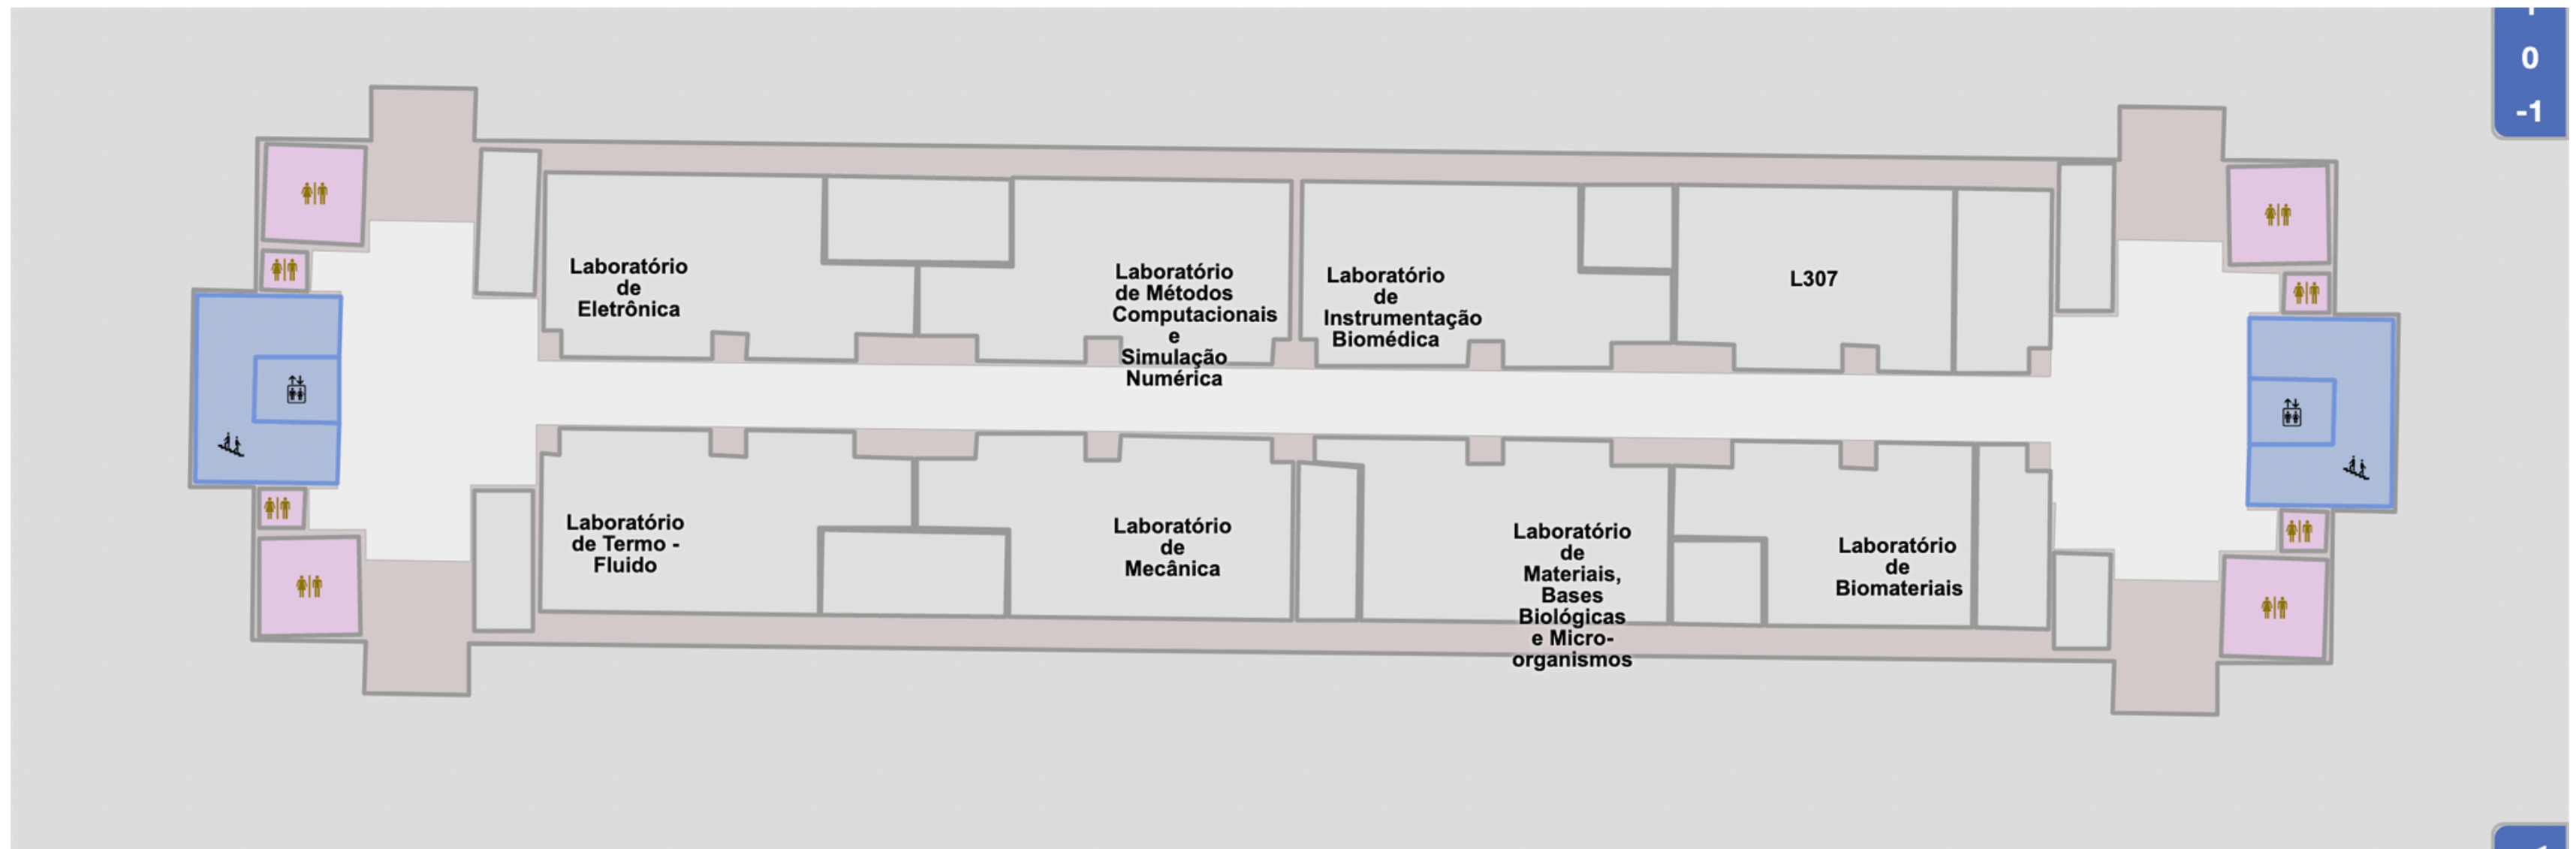 0
-1
Laboratório
de
Eletrônica
Laboratório
de Métodos
Computacionais
e
Simulação
Numérica
Laboratório
de
Instrumentação
Biomédica
L307
Laboratório
de Termo -
Fluido
Laboratório
de
Mecânica
Laboratório
de
Materiais,
Bases
Biológicas
e Micro-
organismos
Laboratório
de
Biomateriais